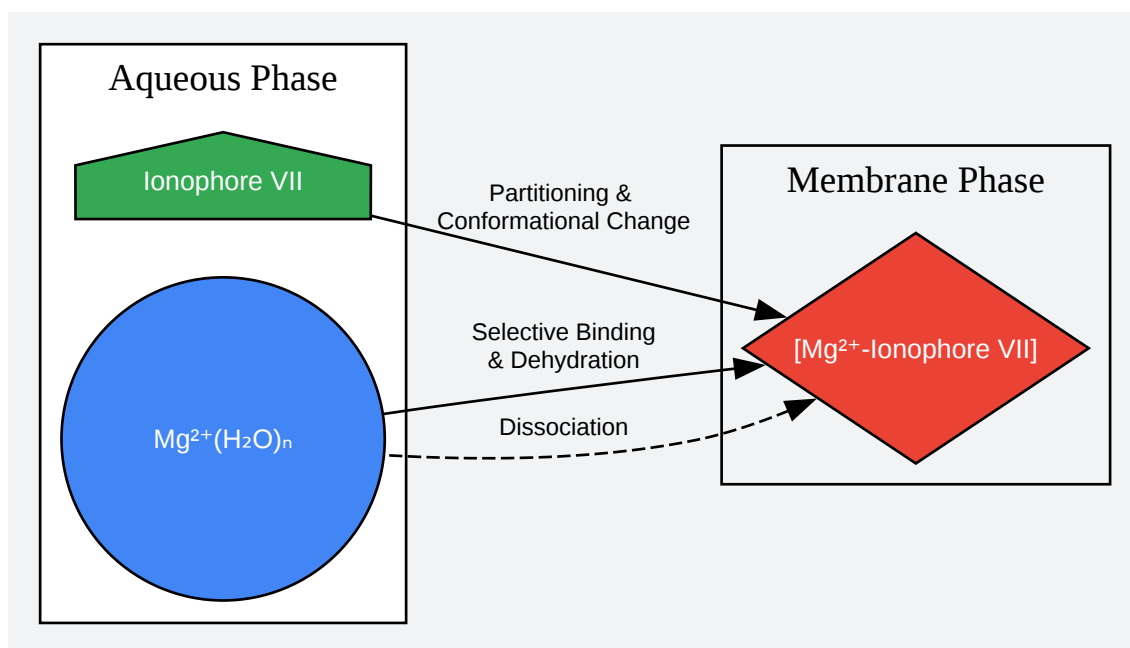 Aqueous Phase
Ionophore VII
Mg²⁺(H₂O)ₙ
Partitioning &
Conformational Change
Selective Binding
& Dehydration
Dissociation
Membrane Phase
[Mg²⁺-Ionophore VII]